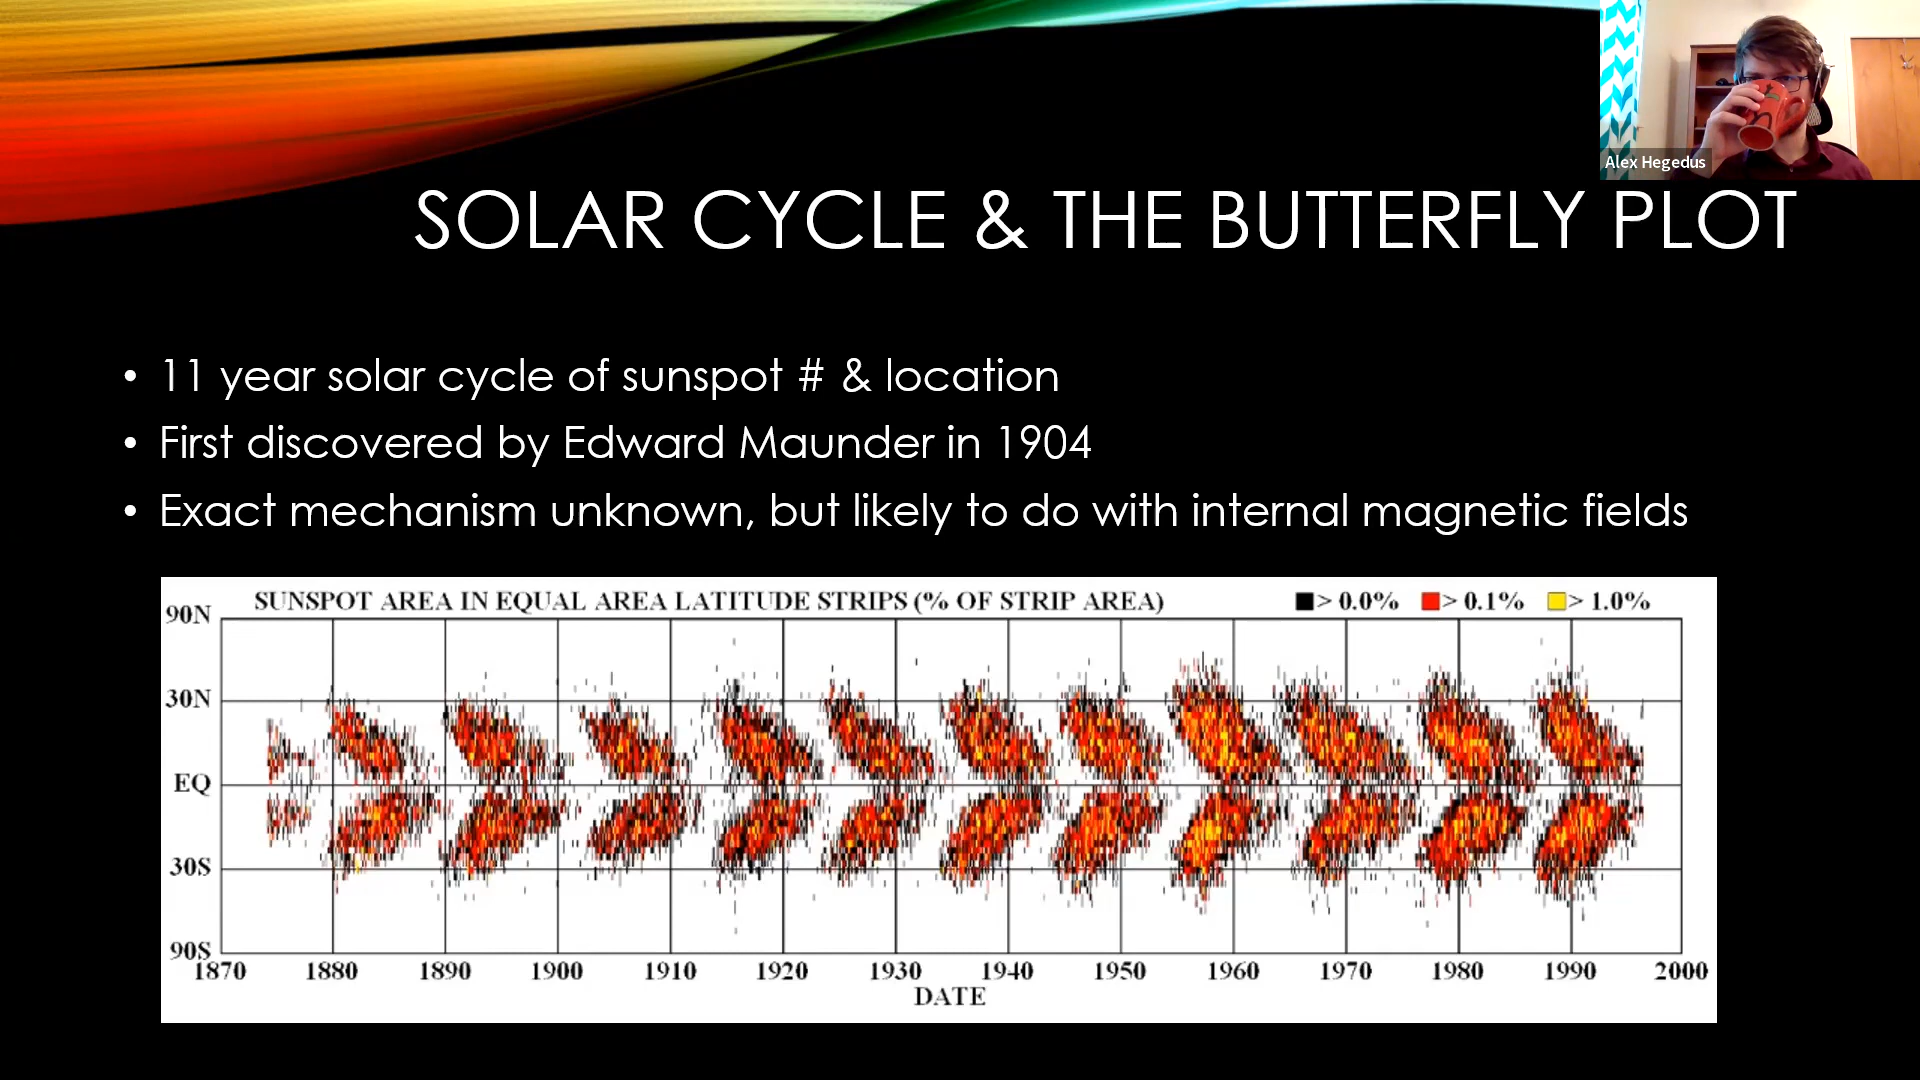 Alex Hegedus
SOLAR CYCLE & THE BUTTERFLY PLOT
• 11 year solar cycle of sunspot # & location
• First discovered by Edward Maunder in 1904
• Exact mechanism unknown, but likely to do with internal magnetic fields
SUNSPOT AREA IN EQUAL AREA LATITUDE STRIPS (% OF STRIP AREA) > 0.0% > 0.1% > 1.0%
90N
30N
EQ
30S
90S
1870 1880 1890 1900 1910 1920 1930 1940 1950 1960 1970 1980 1990 2000
DATE